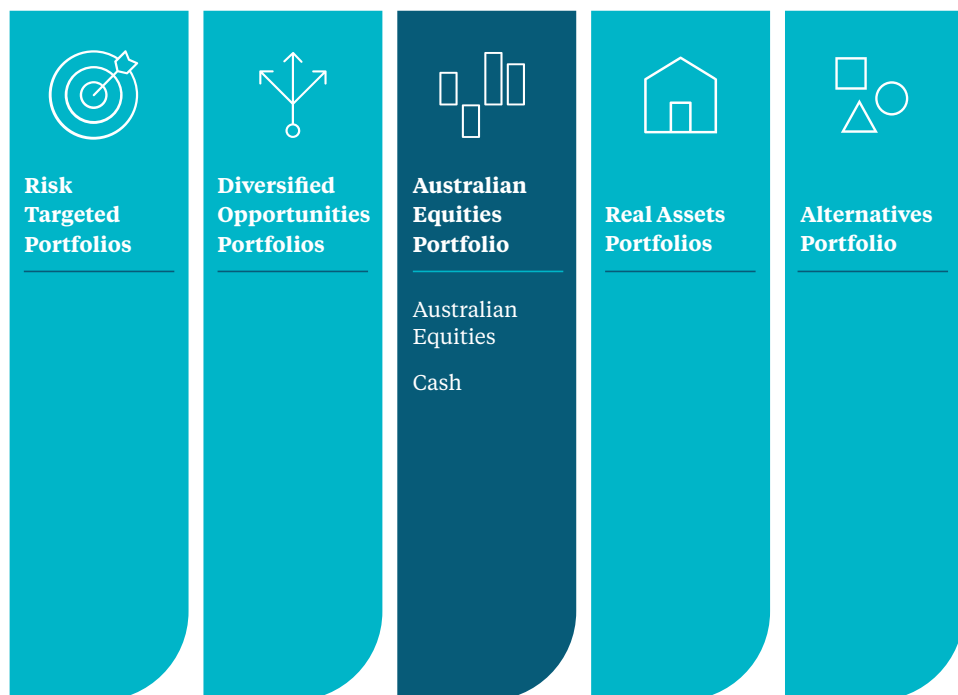 Risk
Targeted
Portfolios
Diversified
Opportunities
Portfolios
Australian
Equities
Portfolio
Australian
Equities
Cash
Real Assets
Portfolios
Alternatives
Portfolio